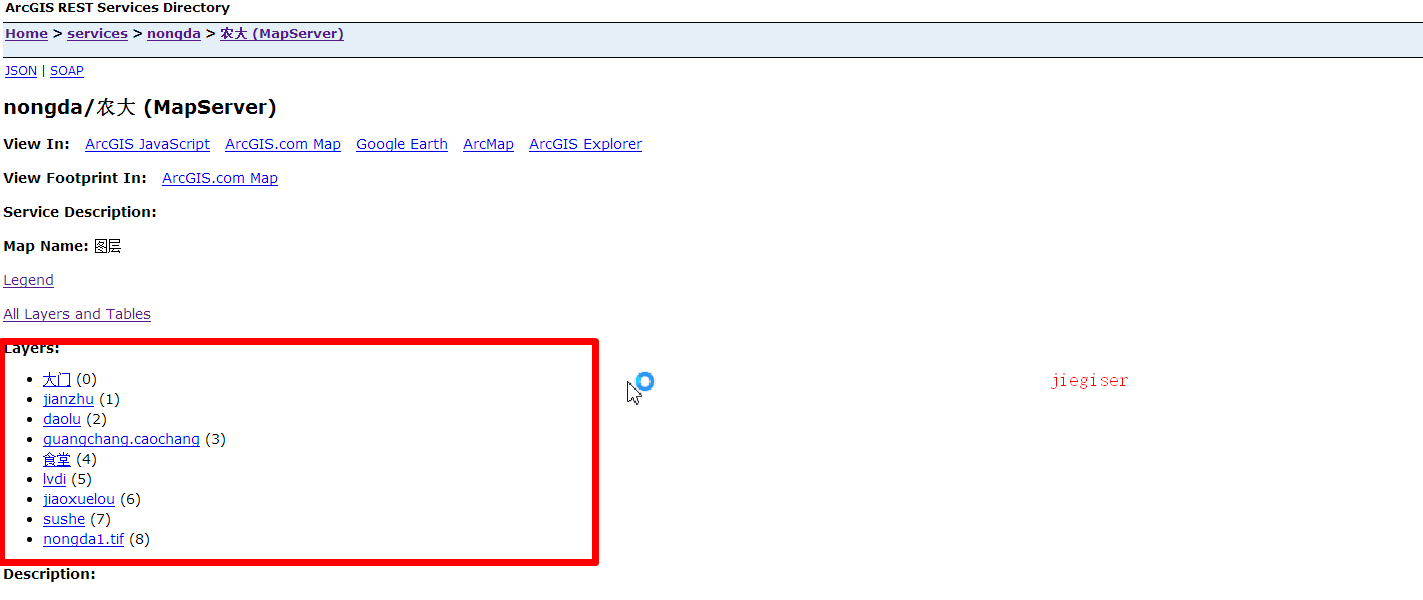 ArcGIS REST Services Directory
Home > services > nongda > 农大 (MapServer)
JSON | SOAP
nongda/农大 (MapServer)
View In: ArcGIS JavaScript ArcGIS.com Map Google Earth ArcMap ArcGIS Explorer
View Footprint In: ArcGIS.com Map
Service Description:
Map Name: 图层
Legend
All Layers and Tables
Layers:
大门 (0)
jianzhu (1)
daolu (2)
guangchang.caochang (3)
食堂 (4)
lvdi (5)
jiaoxuelou (6)
sushe (7)
nongda1.tif (8)
jiegiser
Description: